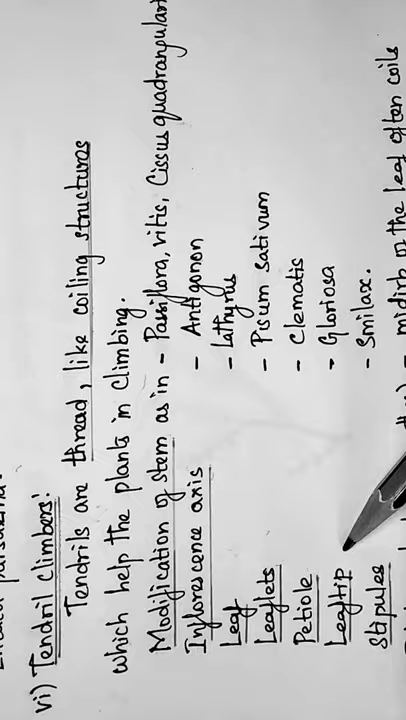 vi) Tendril climbers:
Tendrils are thread, like coiling structures
which help the plants in climbing.
Modification of stem as in - Passiflora, vitis, Cissus quadrangular
Inflorescence axis - Antigonon
Leaf - Lathyrus
Leaflets - Pisum sativum
Petiole - Clematis
Leaftip - Gloriosa
Stipules - Smilax.
- midirb of the leaf often coils